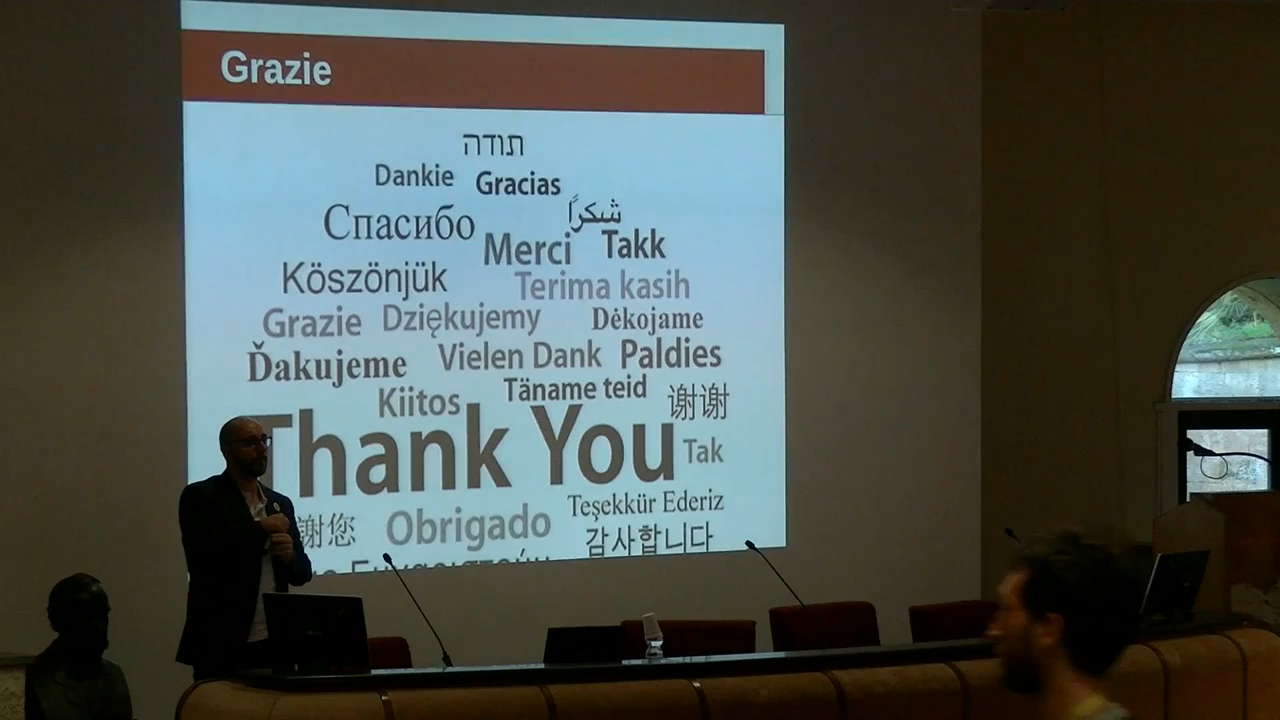 Grazie
תודה
Dankie Gracias
Спасибо شكراً
Merci Takk
Köszönjük Terima kasih
Grazie Dziękujemy Dėkojame
Ďakujeme Vielen Dank Paldies
Kiitos Täname teid 谢谢
Thank You Tak
謝您 Obrigado Teşekkür Ederiz
감사합니다